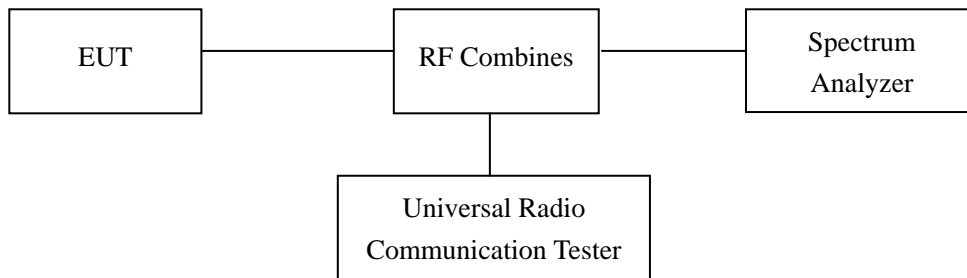 EUT
RF Combines
Spectrum
Analyzer
Universal Radio
Communication Tester